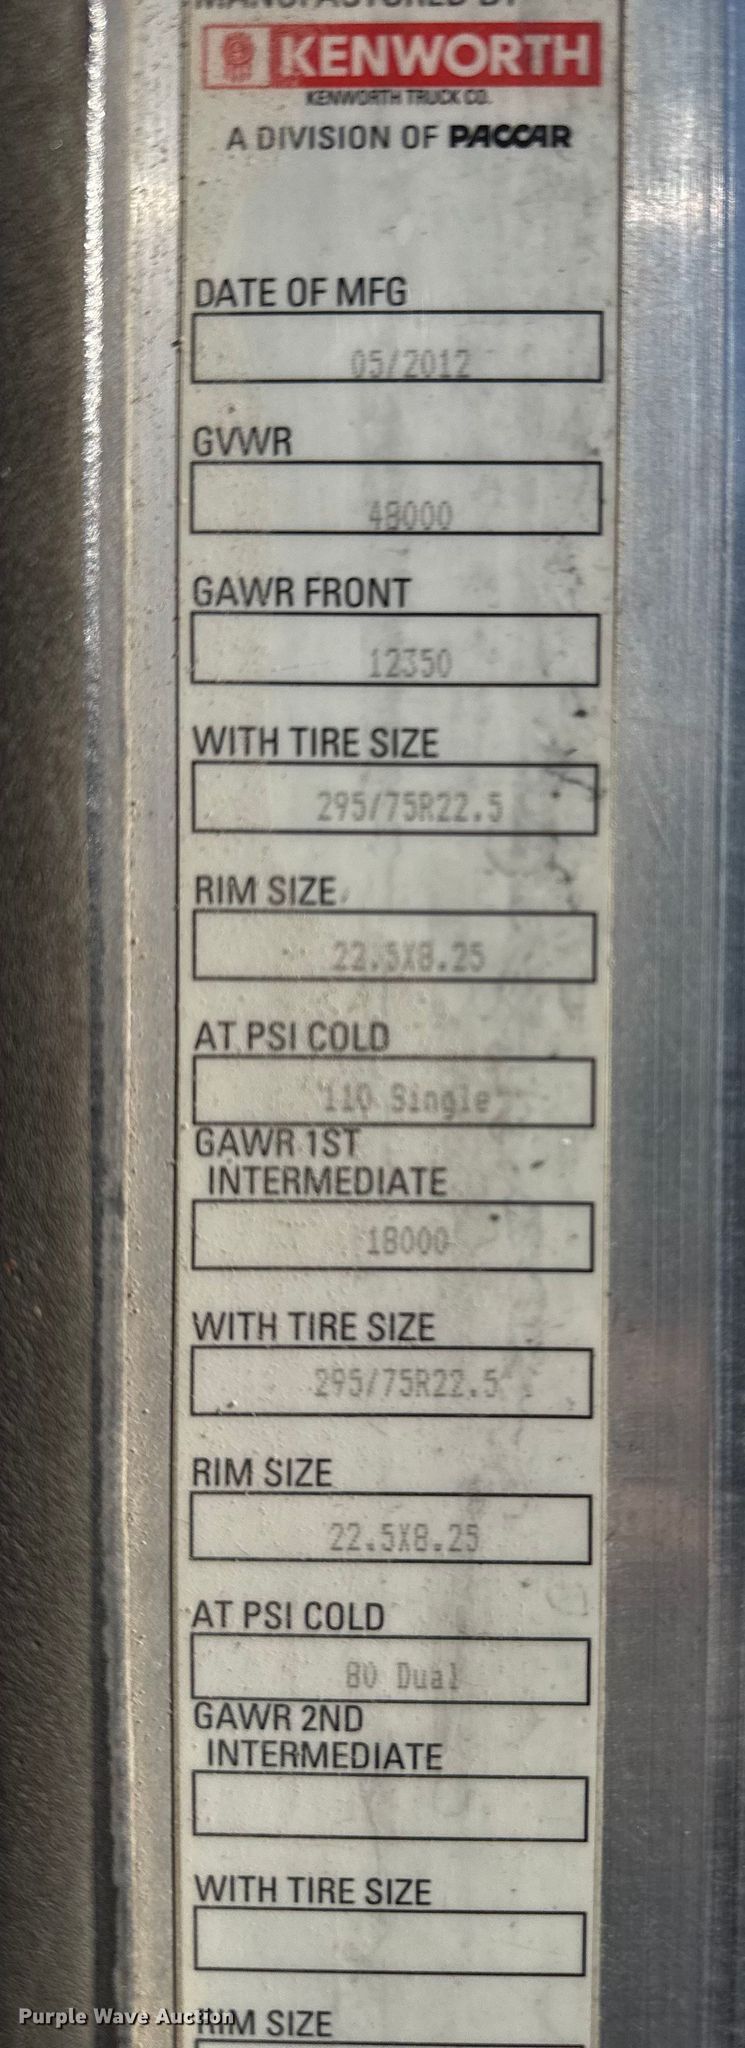 MANUFACTURED BY
KENWORTH
KENWORTH TRUCK CO.
A DIVISION OF PACCAR
DATE OF MFG
05/2012
GVWR
48000
GAWR FRONT
12350
WITH TIRE SIZE
295/75R22.5
RIM SIZE
22.5X8.25
AT PSI COLD
110 Single
GAWR 1ST
INTERMEDIATE
18000
WITH TIRE SIZE
295/75R22.5
RIM SIZE
22.5X8.25
AT PSI COLD
80 Dual
GAWR 2ND
INTERMEDIATE
WITH TIRE SIZE
RIM SIZE
Purple Wave Auction